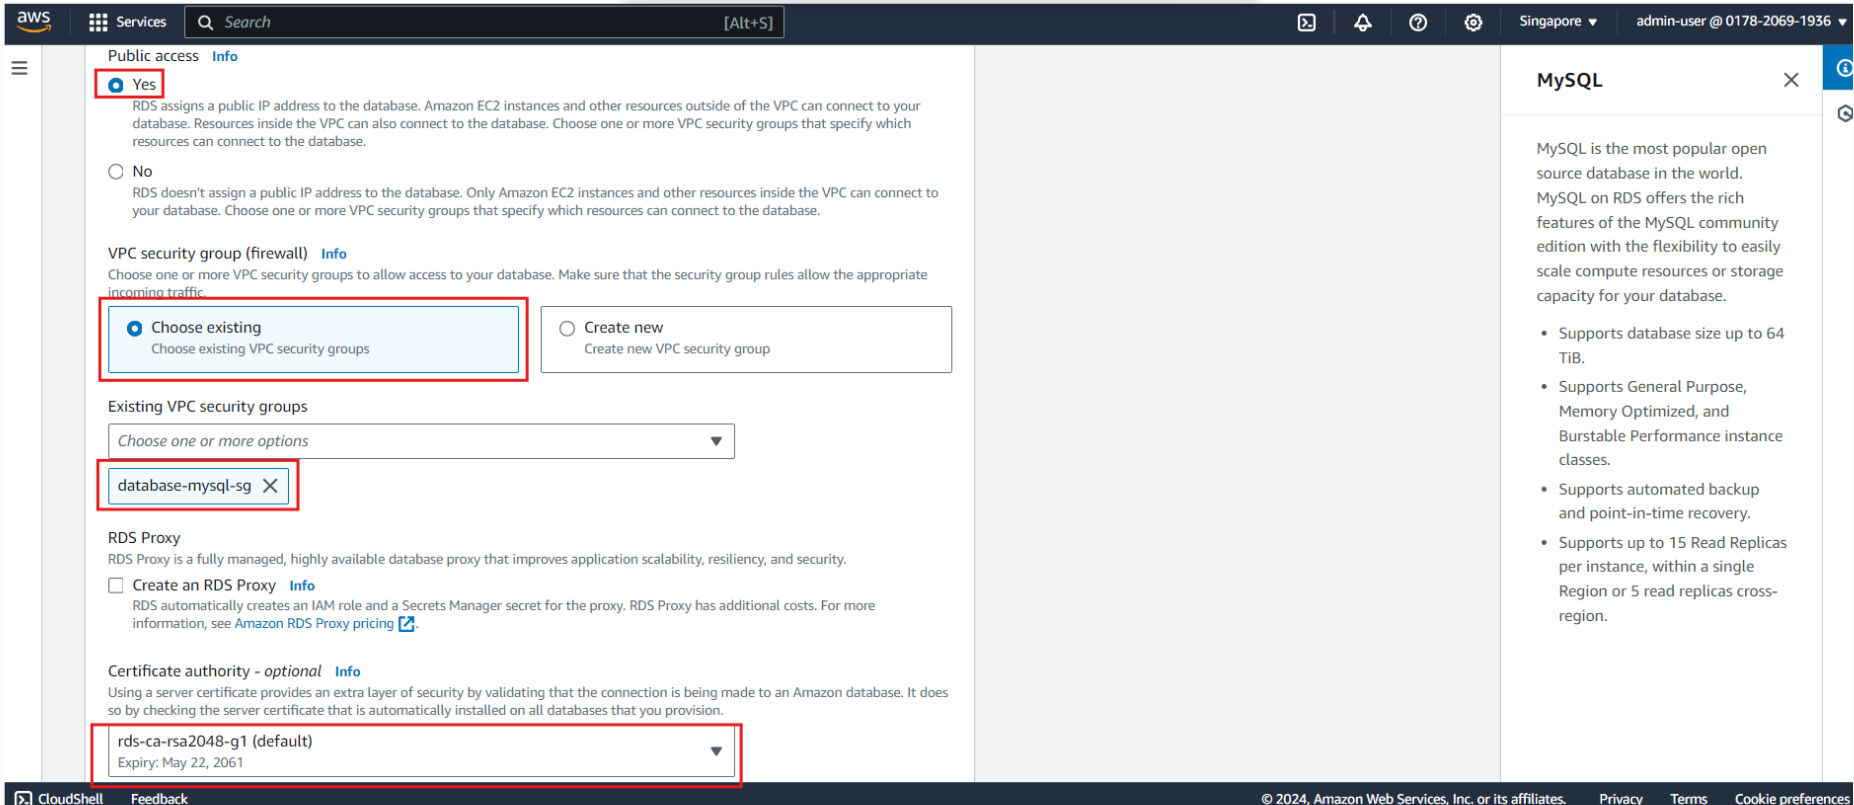 aws
Services
Search
[Alt+S]
Singapore
admin-user @ 0178-2069-1936
Public access Info
Yes
RDS assigns a public IP address to the database. Amazon EC2 instances and other resources outside of the VPC can connect to your
database. Resources inside the VPC can also connect to the database. Choose one or more VPC security groups that specify which
resources can connect to the database.
No
RDS doesn't assign a public IP address to the database. Only Amazon EC2 instances and other resources inside the VPC can connect to
your database. Choose one or more VPC security groups that specify which resources can connect to the database.
VPC security group (firewall) Info
Choose one or more VPC security groups to allow access to your database. Make sure that the security group rules allow the appropriate
incoming traffic.
Choose existing
Choose existing VPC security groups
Create new
Create new VPC security group
Existing VPC security groups
Choose one or more options
database-mysql-sg
RDS Proxy
RDS Proxy is a fully managed, highly available database proxy that improves application scalability, resiliency, and security.
Create an RDS Proxy Info
RDS automatically creates an IAM role and a Secrets Manager secret for the proxy. RDS Proxy has additional costs. For more
information, see Amazon RDS Proxy pricing.
Certificate authority - optional Info
Using a server certificate provides an extra layer of security by validating that the connection is being made to an Amazon database. It does
so by checking the server certificate that is automatically installed on all databases that you provision.
rds-ca-rsa2048-g1 (default)
Expiry: May 22, 2061
MySQL
MySQL is the most popular open
source database in the world.
MySQL on RDS offers the rich
features of the MySQL community
edition with the flexibility to easily
scale compute resources or storage
capacity for your database.
• Supports database size up to 64
TiB.
• Supports General Purpose,
Memory Optimized, and
Burstable Performance instance
classes.
• Supports automated backup
and point-in-time recovery.
• Supports up to 15 Read Replicas
per instance, within a single
Region or 5 read replicas cross-
region.
CloudShell
Feedback
© 2024, Amazon Web Services, Inc. or its affiliates.
Privacy
Terms
Cookie preferences